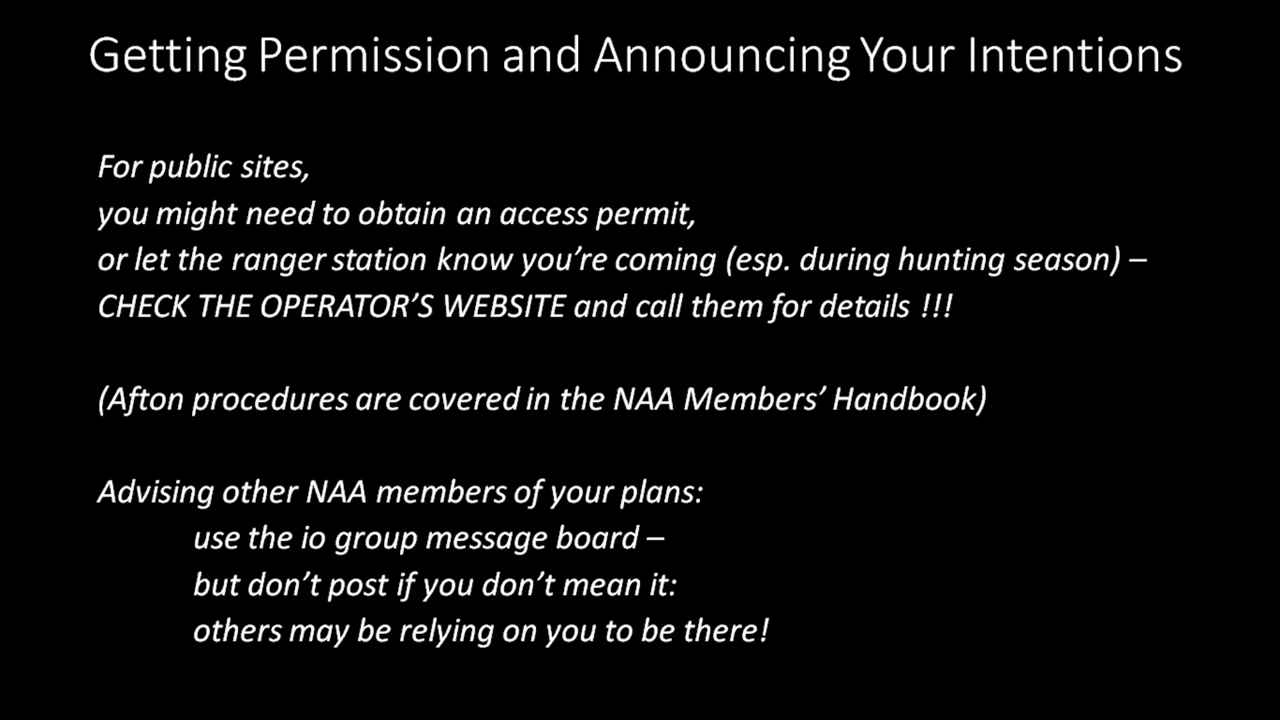 Getting Permission and Announcing Your Intentions
For public sites,
you might need to obtain an access permit,
or let the ranger station know you’re coming (esp. during hunting season) –
CHECK THE OPERATOR’S WEBSITE and call them for details !!!
(Afton procedures are covered in the NAA Members’ Handbook)
Advising other NAA members of your plans:
use the io group message board –
but don’t post if you don’t mean it:
others may be relying on you to be there!